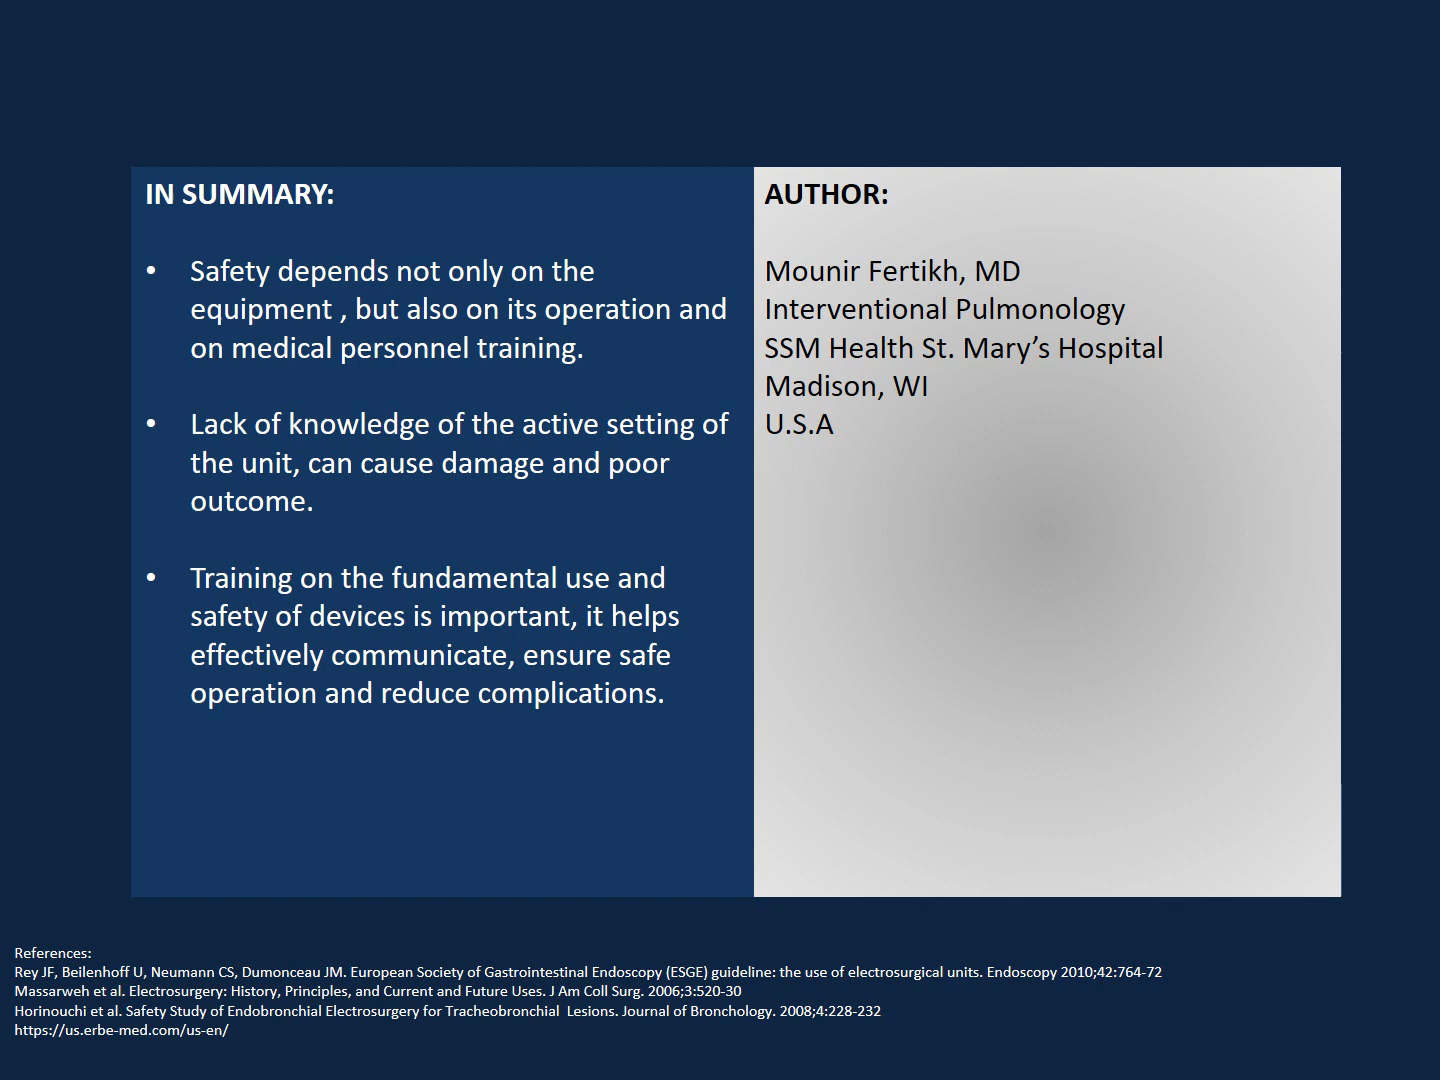 IN SUMMARY:
• Safety depends not only on the
equipment , but also on its operation and
on medical personnel training.
• Lack of knowledge of the active setting of
the unit, can cause damage and poor
outcome.
• Training on the fundamental use and
safety of devices is important, it helps
effectively communicate, ensure safe
operation and reduce complications.
AUTHOR:
Mounir Fertikh, MD
Interventional Pulmonology
SSM Health St. Mary’s Hospital
Madison, WI
U.S.A
References:
Rey JF, Beilenhoff U, Neumann CS, Dumonceau JM. European Society of Gastrointestinal Endoscopy (ESGE) guideline: the use of electrosurgical units. Endoscopy 2010;42:764-72
Massarweh et al. Electrosurgery: History, Principles, and Current and Future Uses. J Am Coll Surg. 2006;3:520-30
Horinouchi et al. Safety Study of Endobronchial Electrosurgery for Tracheobronchial  Lesions. Journal of Bronchology. 2008;4:228-232
https://us.erbe-med.com/us-en/